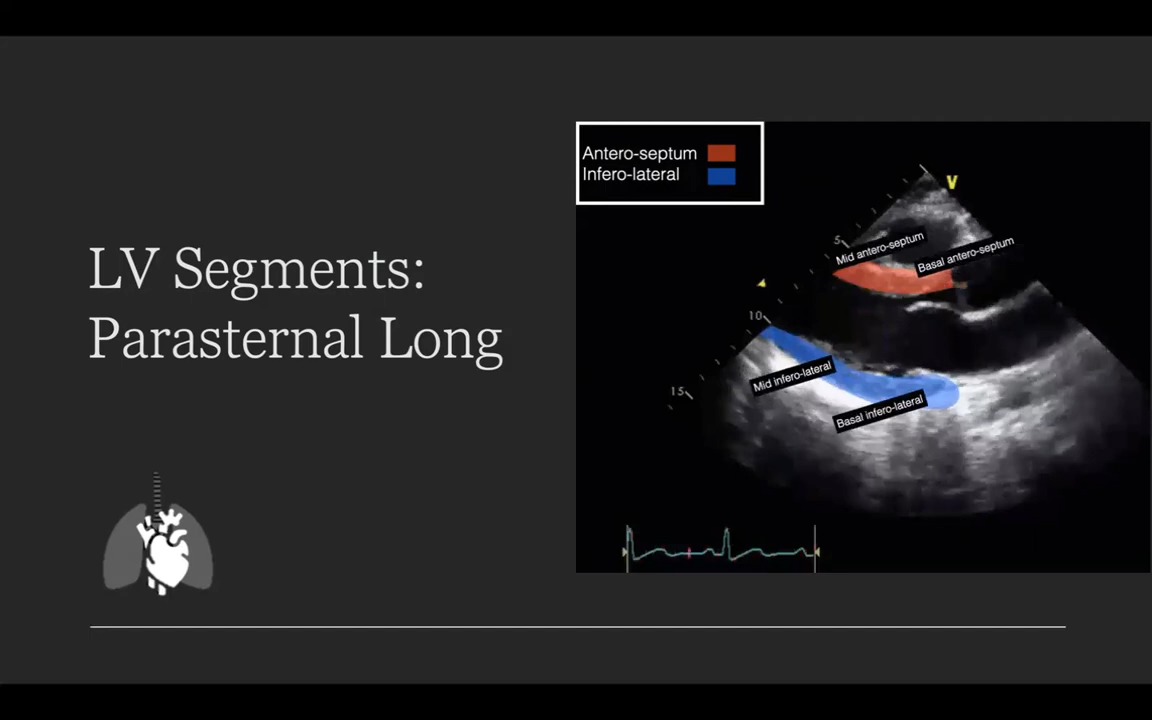 LV Segments:
Parasternal Long
Antero-septum
Infero-lateral
V
5
Mid antero-septum
Basal antero-septum
10
Mid infero-lateral
15
Basal infero-lateral